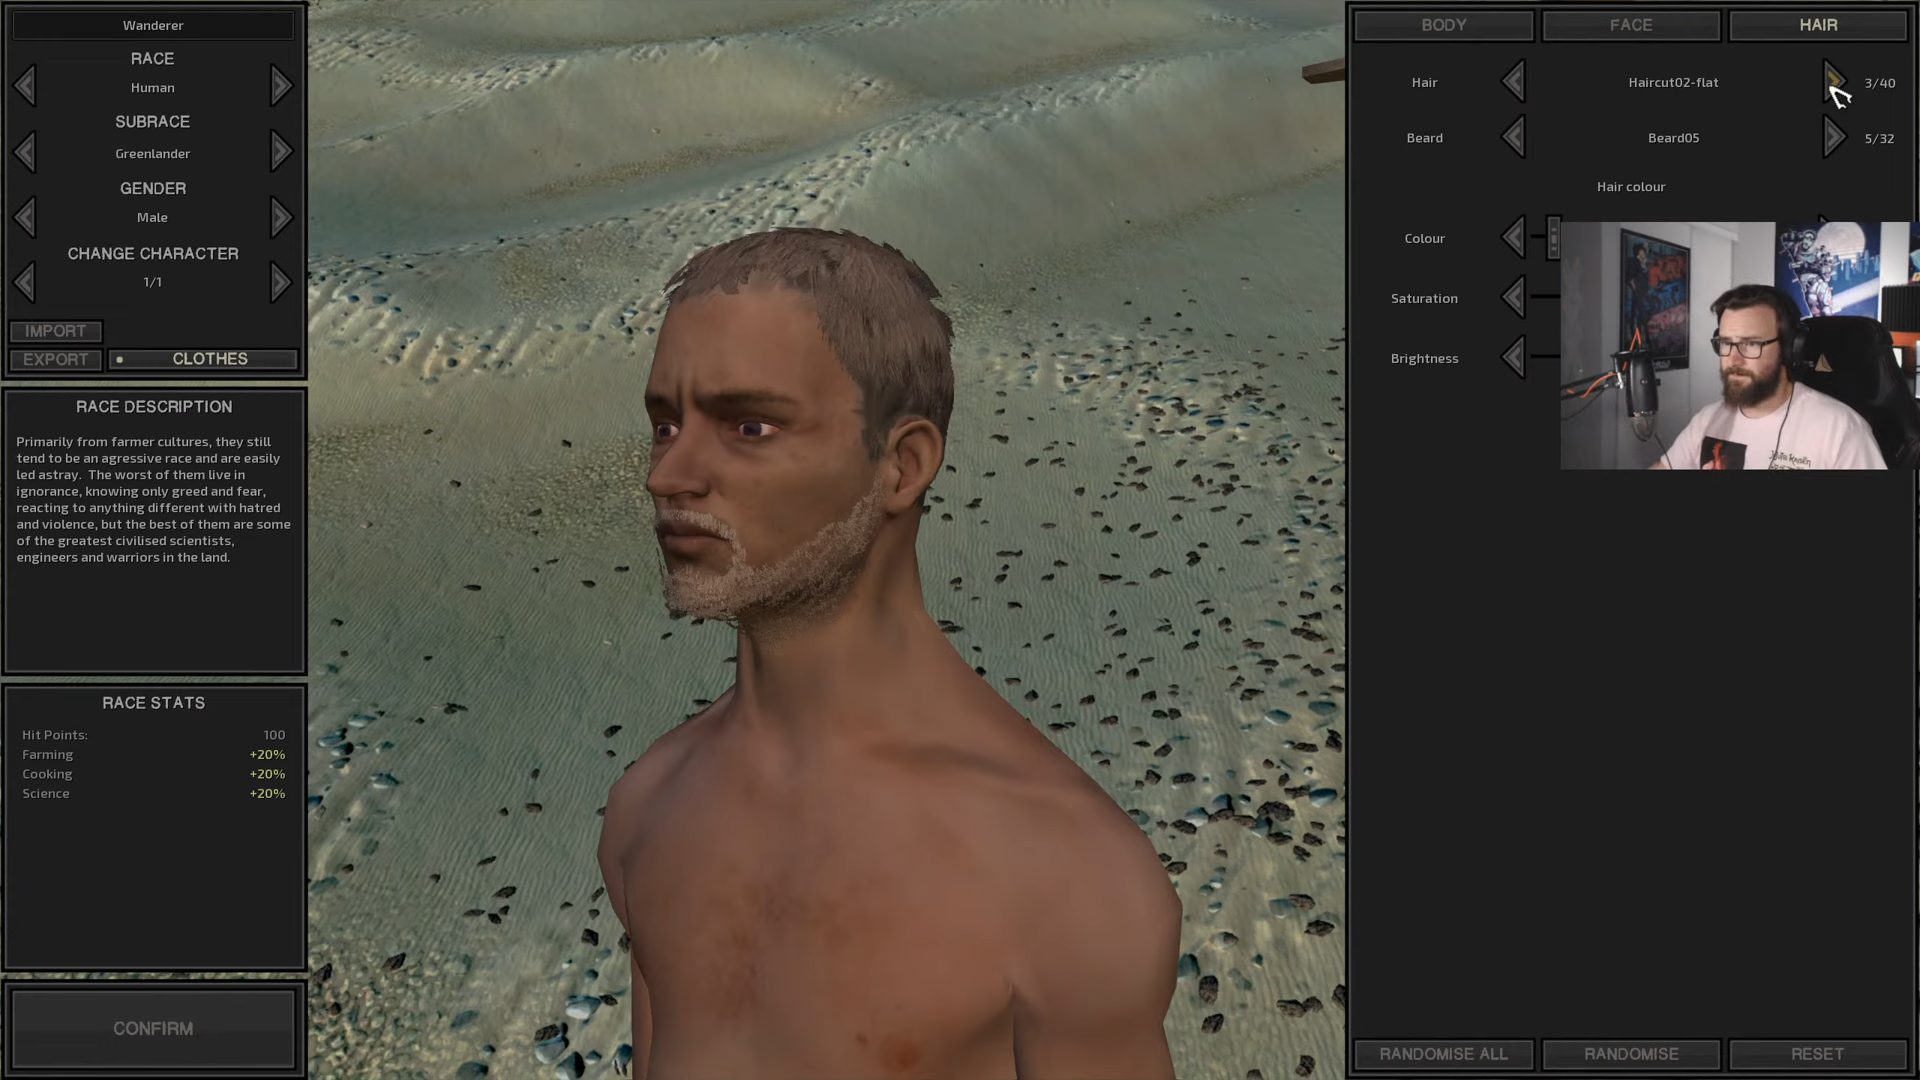 Wanderer
RACE
Human
SUBRACE
Greenlander
GENDER
Male
CHANGE CHARACTER
1/1
IMPORT
EXPORT
CLOTHES
RACE DESCRIPTION
Primarily from farmer cultures, they still
tend to be an agressive race and are easily
led astray. The worst of them live in
ignorance, knowing only greed and fear,
reacting to anything different with hatred
and violence, but the best of them are some
of the greatest civilised scientists,
engineers and warriors in the land.
RACE STATS
Hit Points: 100
Farming +20%
Cooking +20%
Science +20%
CONFIRM
BODY FACE HAIR
Hair Haircut02-flat 3/40
Beard Beard05 5/32
Hair colour
Colour
Saturation
Brightness
RANDOMISE ALL RANDOMISE RESET